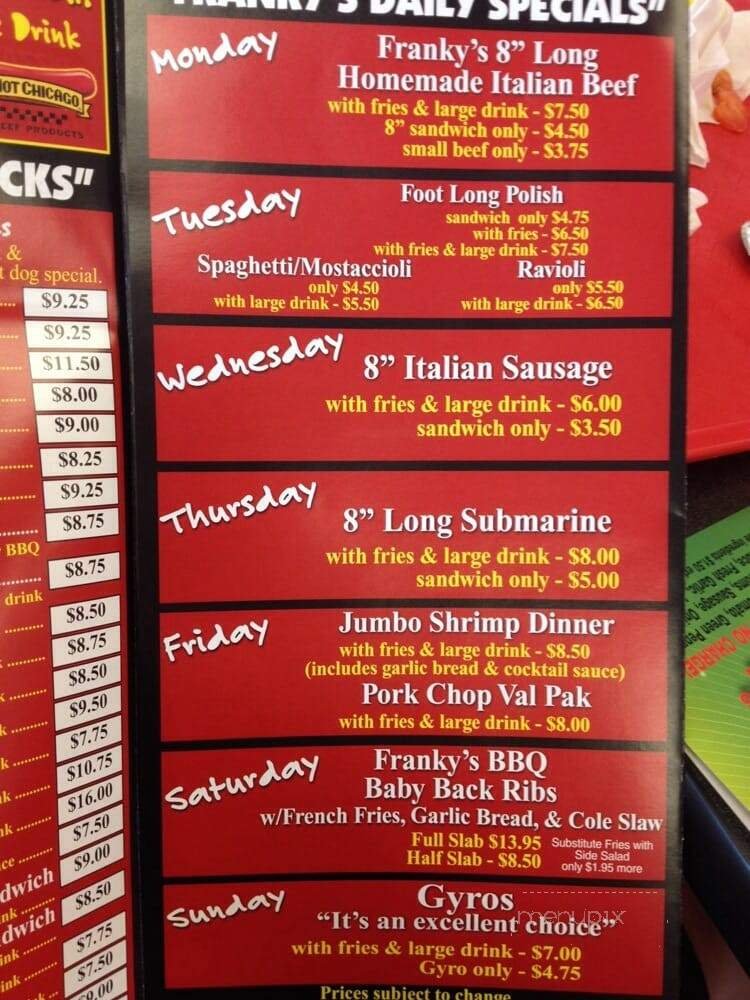 Drink
HOT CHICAGO
BEEF PRODUCTS
CKS"
&
dog special.
$9.25
$9.25
$11.50
$8.00
$9.00
$8.25
$9.25
$8.75
BBQ
$8.75
drink
$8.50
$8.75
$8.50
$9.50
$7.75
$10.75
$16.00
$7.50
$9.00
dwich
$8.50
dwich
$7.75
$7.50
FRANKY'S DAILY SPECIALS"
Monday
Franky's 8" Long
Homemade Italian Beef
with fries & large drink - $7.50
8" sandwich only - $4.50
small beef only - $3.75
Tuesday
Foot Long Polish
sandwich only $4.75
with fries - $6.50
with fries & large drink - $7.50
Spaghetti/Mostaccioli
only $4.50
with large drink - $5.50
Ravioli
only $5.50
with large drink - $6.50
Wednesday
8" Italian Sausage
with fries & large drink - $6.00
sandwich only - $3.50
Thursday
8" Long Submarine
with fries & large drink - $8.00
sandwich only - $5.00
Friday
Jumbo Shrimp Dinner
with fries & large drink - $8.50
(includes garlic bread & cocktail sauce)
Pork Chop Val Pak
with fries & large drink - $8.00
Saturday
Franky's BBQ
Baby Back Ribs
w/French Fries, Garlic Bread, & Cole Slaw
Full Slab $13.95
Half Slab - $8.50
Substitute Fries with
Side Salad
only $1.95 more
Sunday
Gyros
"It's an excellent choice"
with fries & large drink - $7.00
Gyro only - $4.75
Prices subject to change
menupix
NO CHARGE